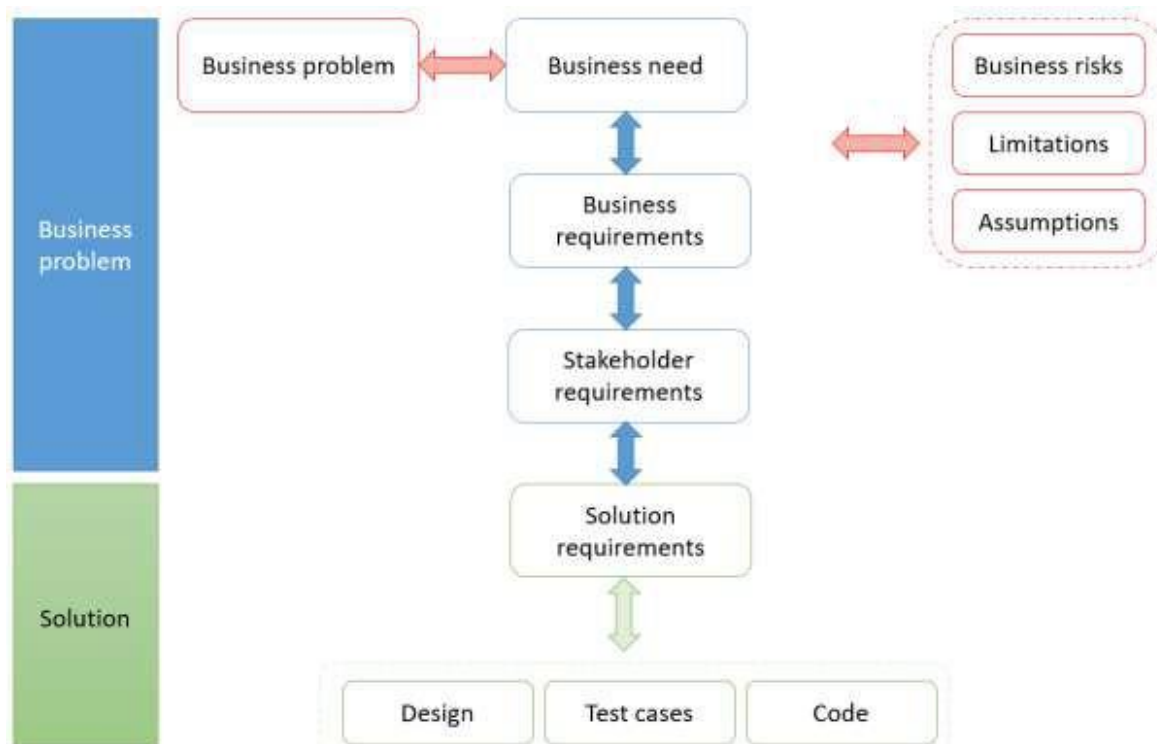 Business problem
Business need
Business risks
Limitations
Assumptions
Business
requirements
Business
problem
Stakeholder
requirements
Solution
requirements
Solution
Design
Test cases
Code